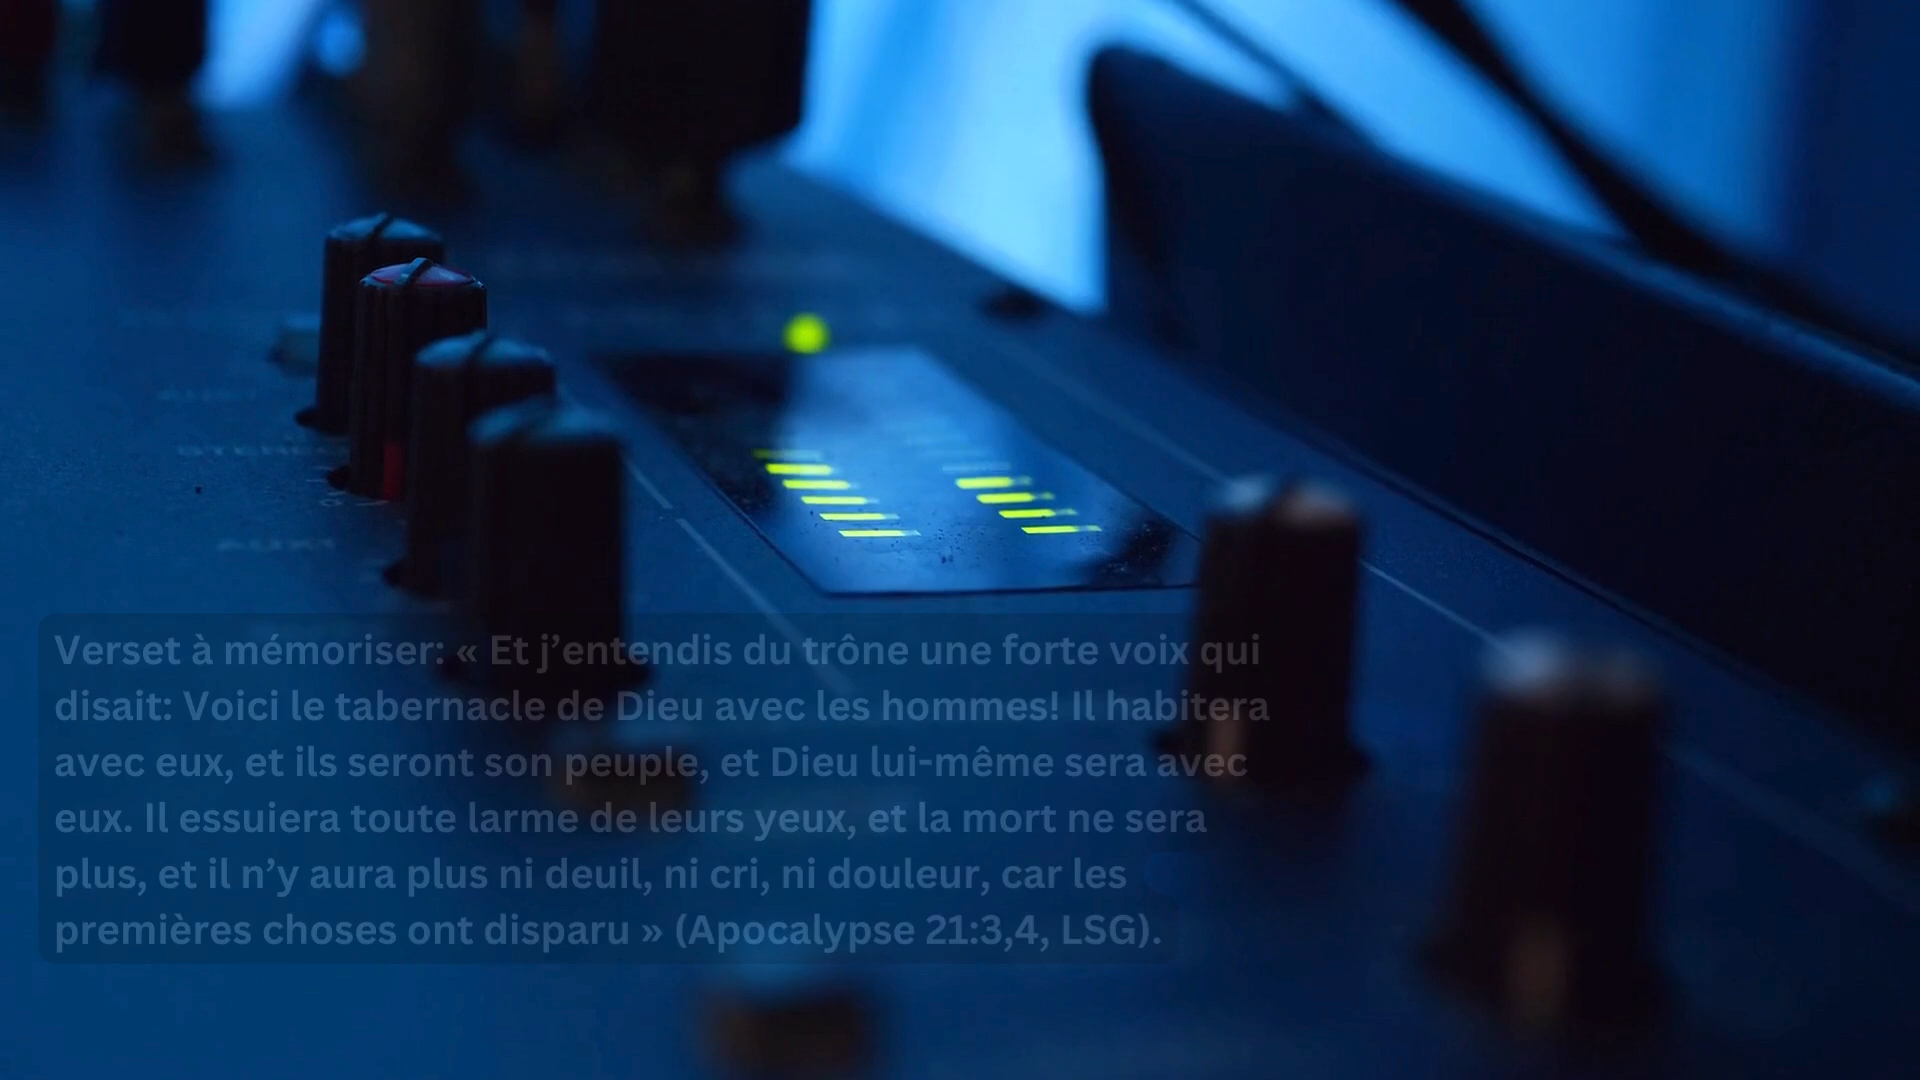 STEREO
AUX1
Verset à mémoriser: « Et j’entendis du trône une forte voix qui
disait: Voici le tabernacle de Dieu avec les hommes! Il habitera
avec eux, et ils seront son peuple, et Dieu lui-même sera avec
eux. Il essuiera toute larme de leurs yeux, et la mort ne sera
plus, et il n’y aura plus ni deuil, ni cri, ni douleur, car les
premières choses ont disparu » (Apocalypse 21:3,4, LSG).